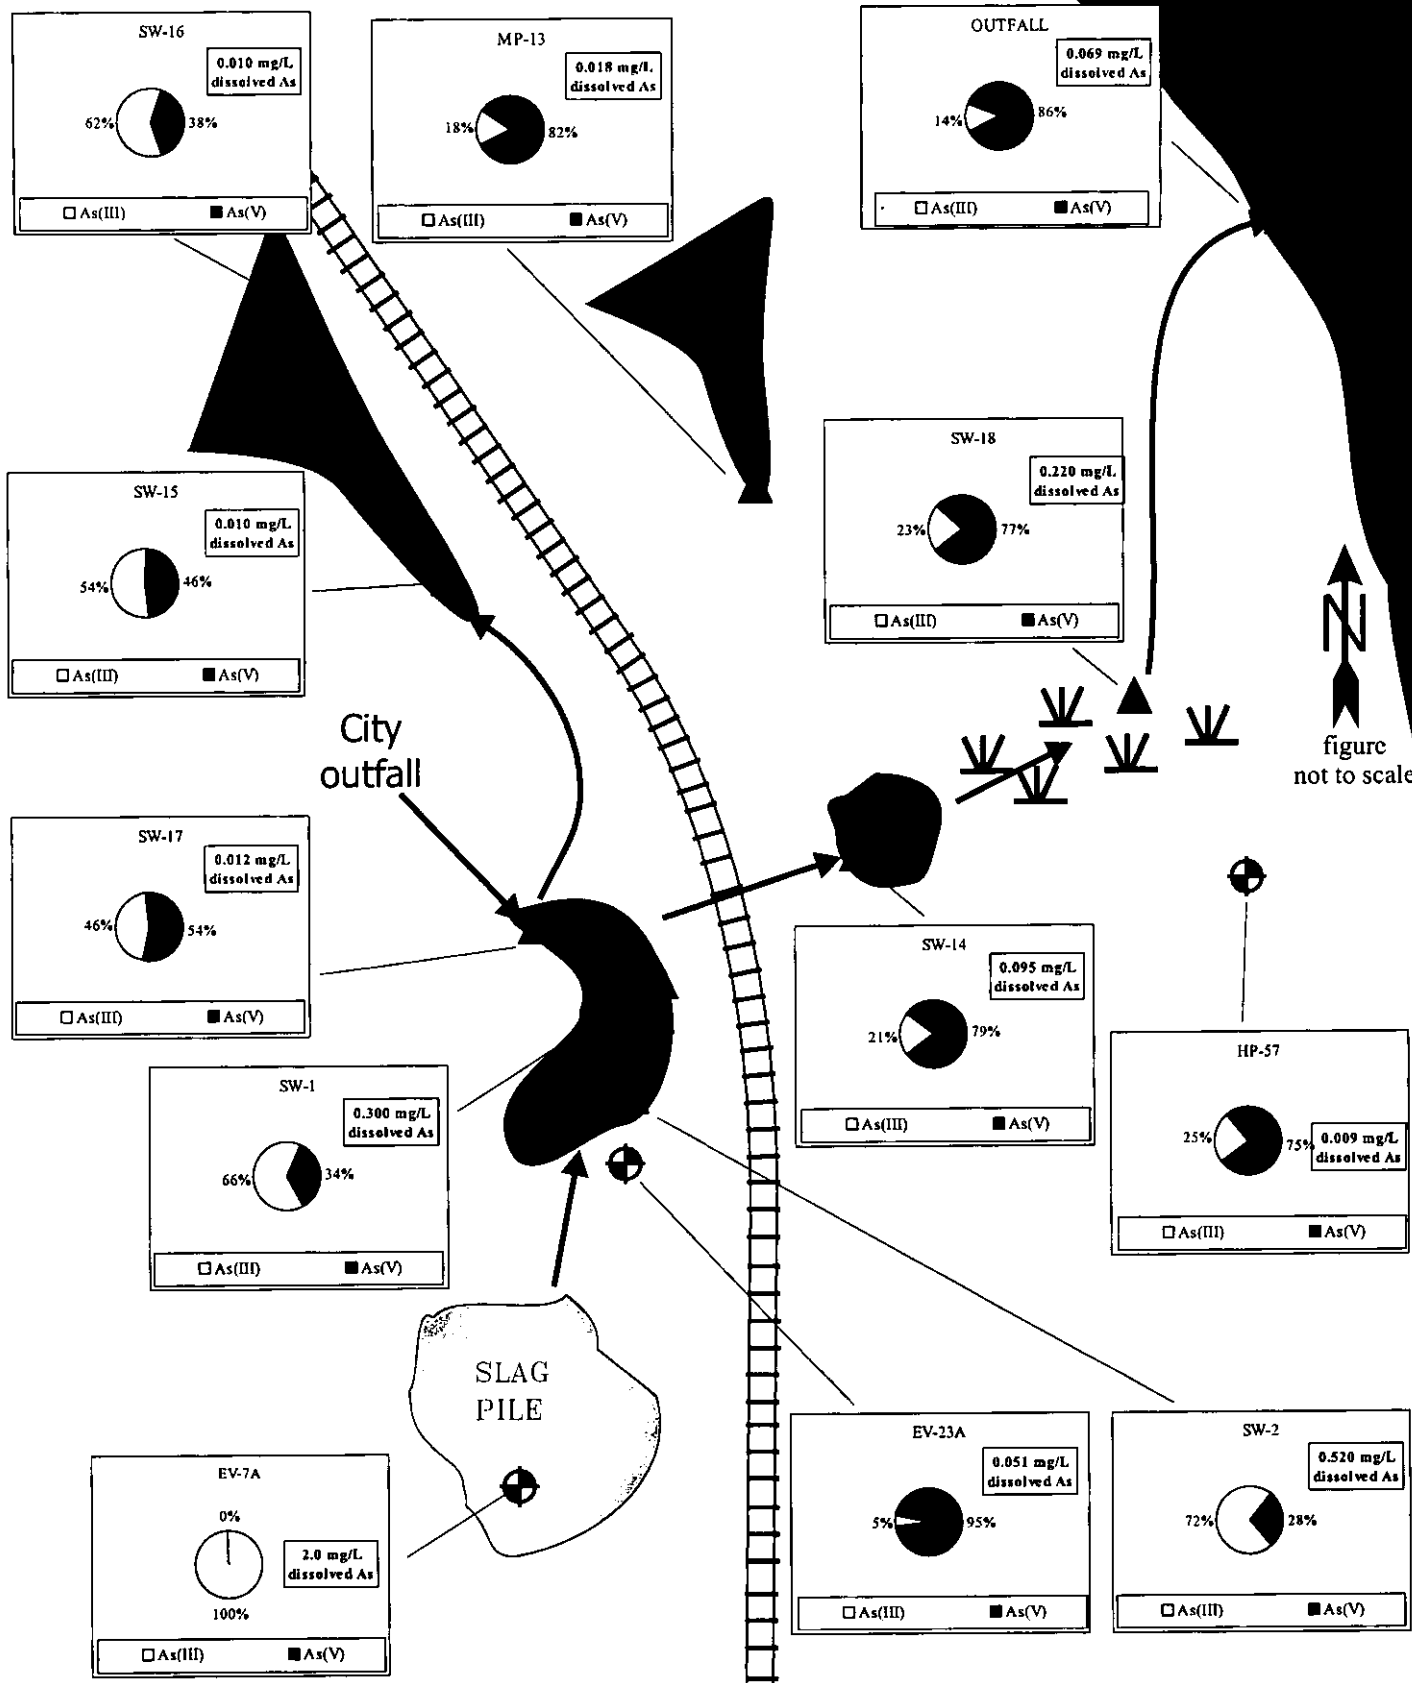 SW-16
0.010 mg/L
dissolved As
62%
38%
As(III)
As(V)
MP-13
0.018 mg/L
dissolved As
18%
82%
As(III)
As(V)
OUTFALL
0.069 mg/L
dissolved As
14%
86%
As(III)
As(V)
SW-15
0.010 mg/L
dissolved As
54%
46%
As(III)
As(V)
SW-18
0.220 mg/L
dissolved As
23%
77%
As(III)
As(V)
N
figure
not to scale
City
outfall
SW-17
0.012 mg/L
dissolved As
46%
54%
As(III)
As(V)
SW-14
0.095 mg/L
dissolved As
21%
79%
As(III)
As(V)
SW-1
0.300 mg/L
dissolved As
66%
34%
As(III)
As(V)
HP-57
25%
75%
0.009 mg/L
dissolved As
As(III)
As(V)
SLAG
PILE
EV-7A
0%
2.0 mg/L
dissolved As
100%
As(III)
As(V)
EV-23A
0.051 mg/L
dissolved As
5%
95%
As(III)
As(V)
SW-2
0.520 mg/L
dissolved As
72%
28%
As(III)
As(V)